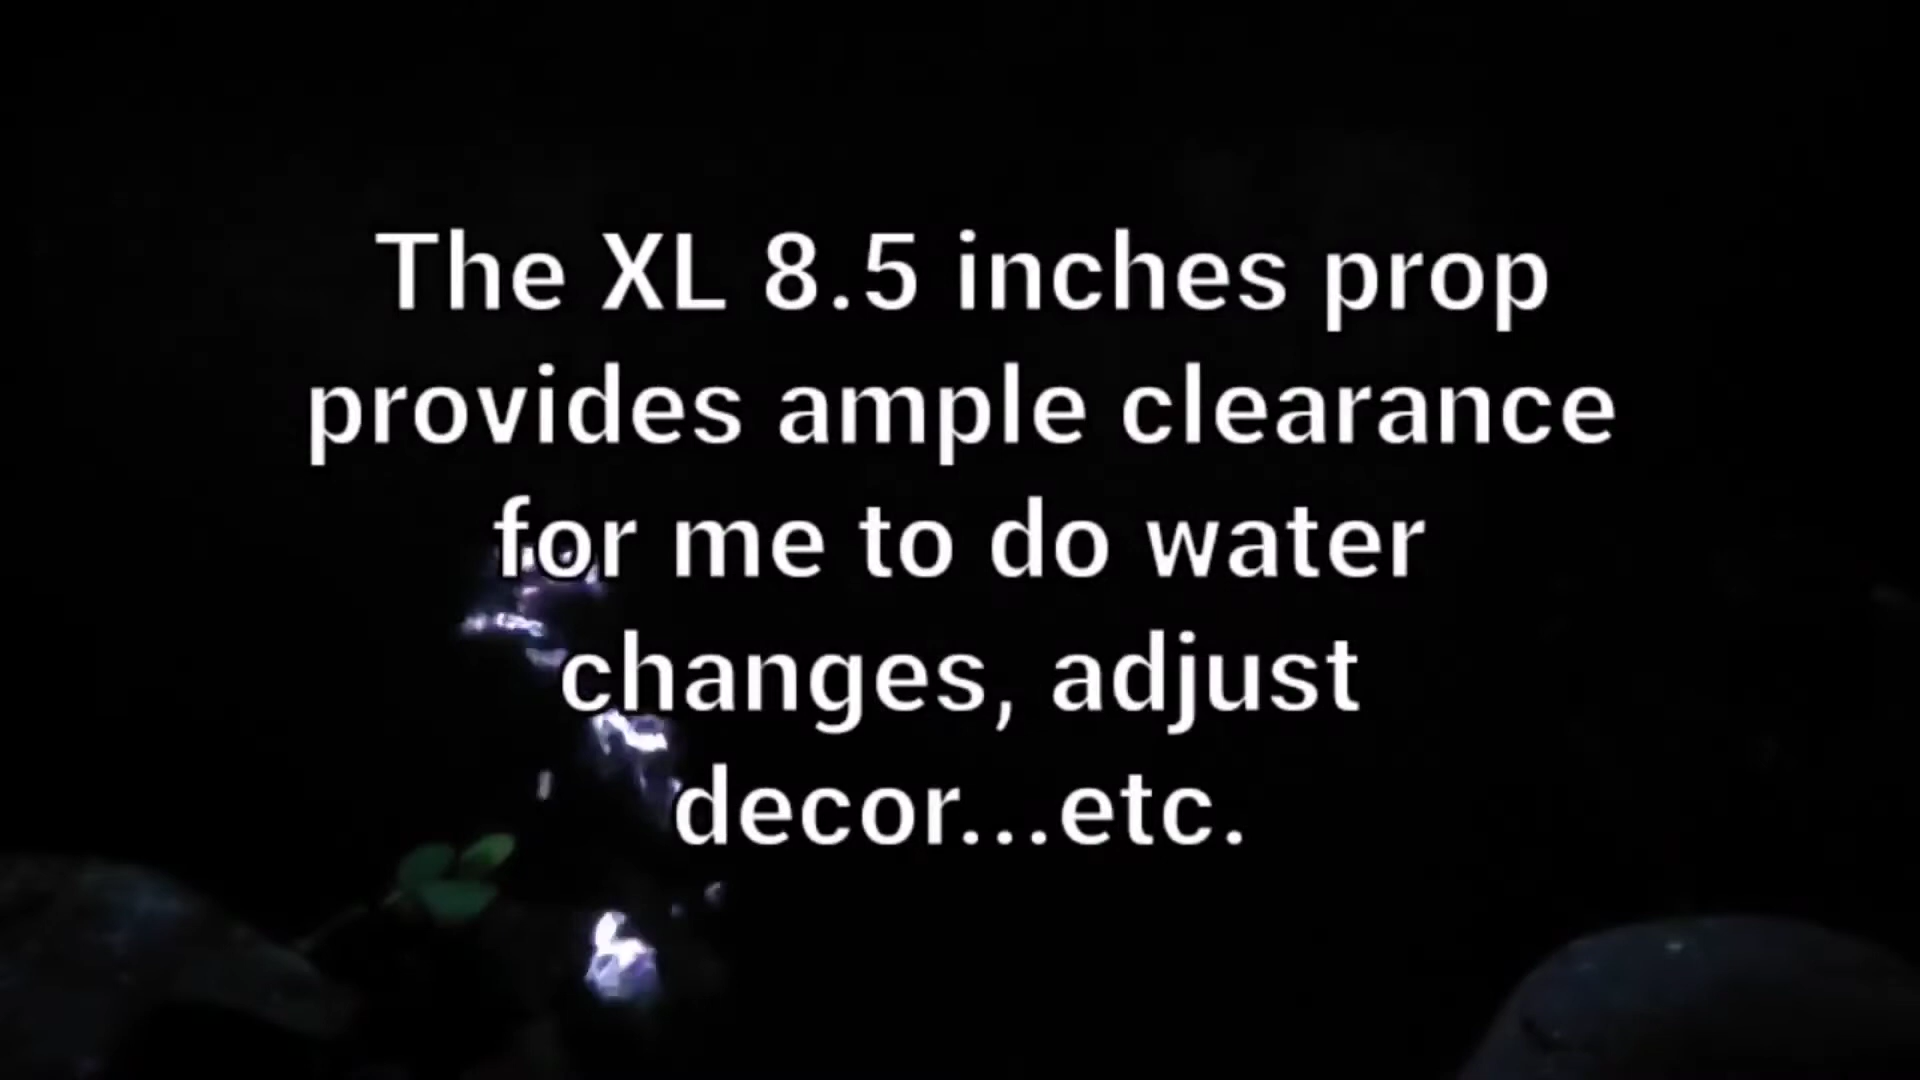 The XL 8.5 inches prop
provides ample clearance
for me to do water
changes, adjust
decor...etc.